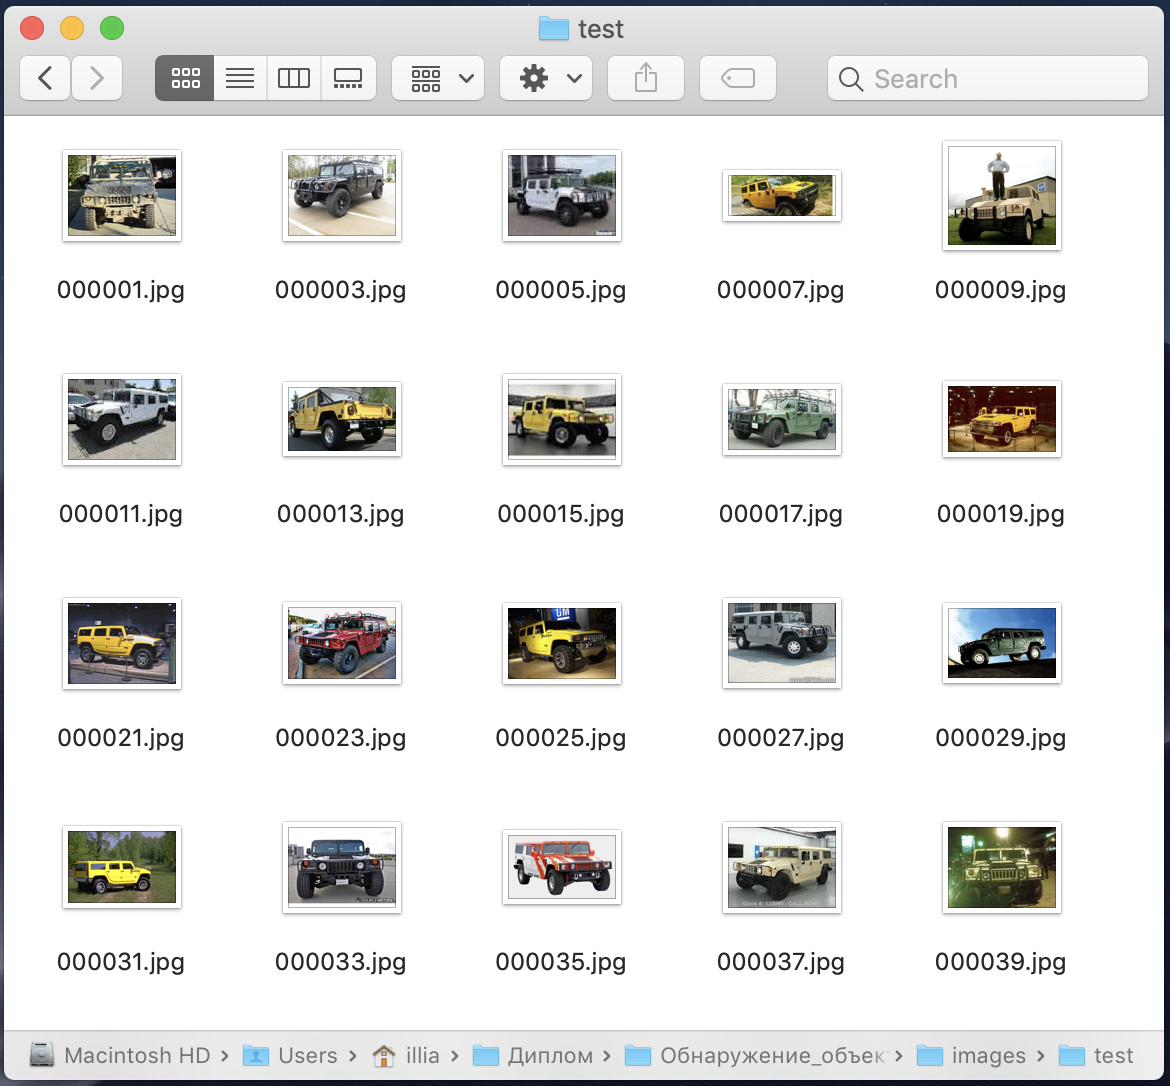 test
Search
000001.jpg
000003.jpg
000005.jpg
000007.jpg
000009.jpg
000011.jpg
000013.jpg
000015.jpg
000017.jpg
000019.jpg
GM
000021.jpg
000023.jpg
000025.jpg
000027.jpg
000029.jpg
000031.jpg
000033.jpg
000035.jpg
000037.jpg
000039.jpg
Macintosh HD › Users › illia › Диплом › Обнаружение_объек › images › test